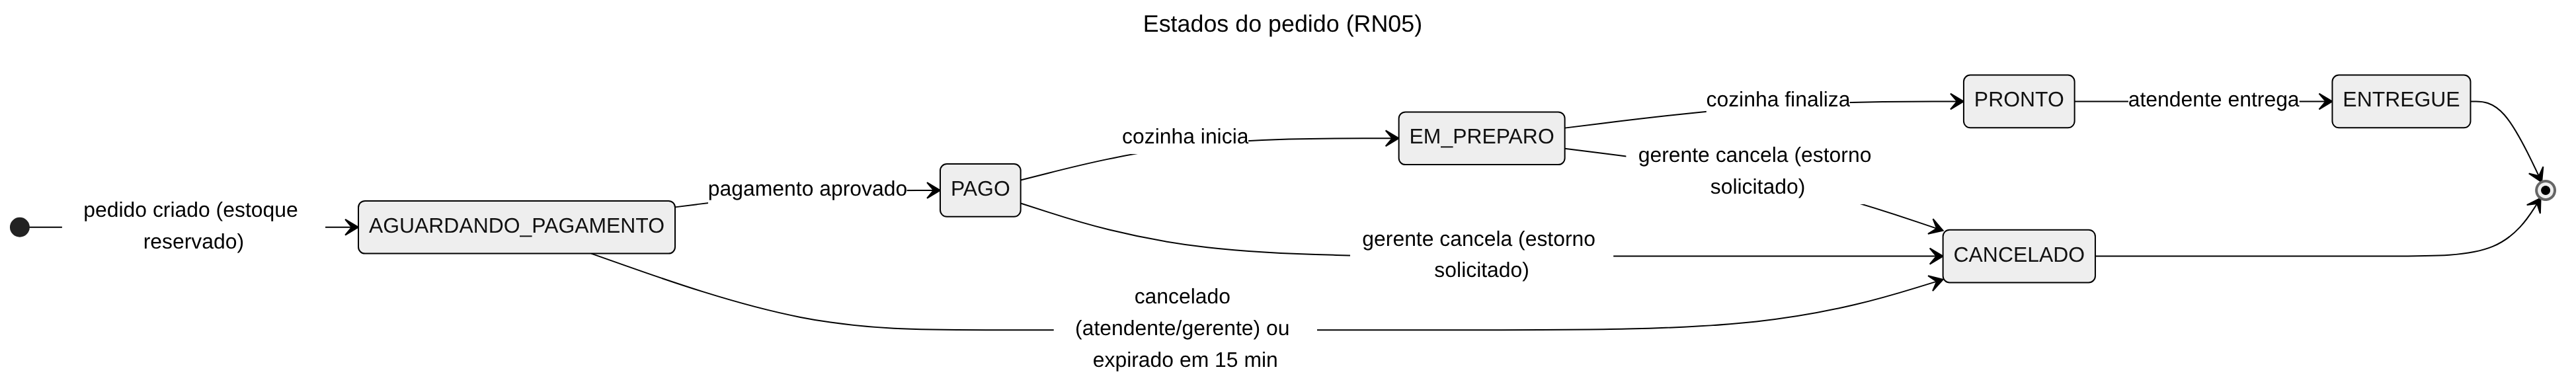 Estados do pedido (RN05)
pedido criado (estoque
reservado)
AGUARDANDO_PAGAMENTO
pagamento aprovado
PAGO
cozinha inicia
EM_PREPARO
cozinha finaliza
PRONTO
atendente entrega
ENTREGUE
gerente cancela (estorno
solicitado)
gerente cancela (estorno
solicitado)
CANCELADO
cancelado
(atendente/gerente) ou
expirado em 15 min